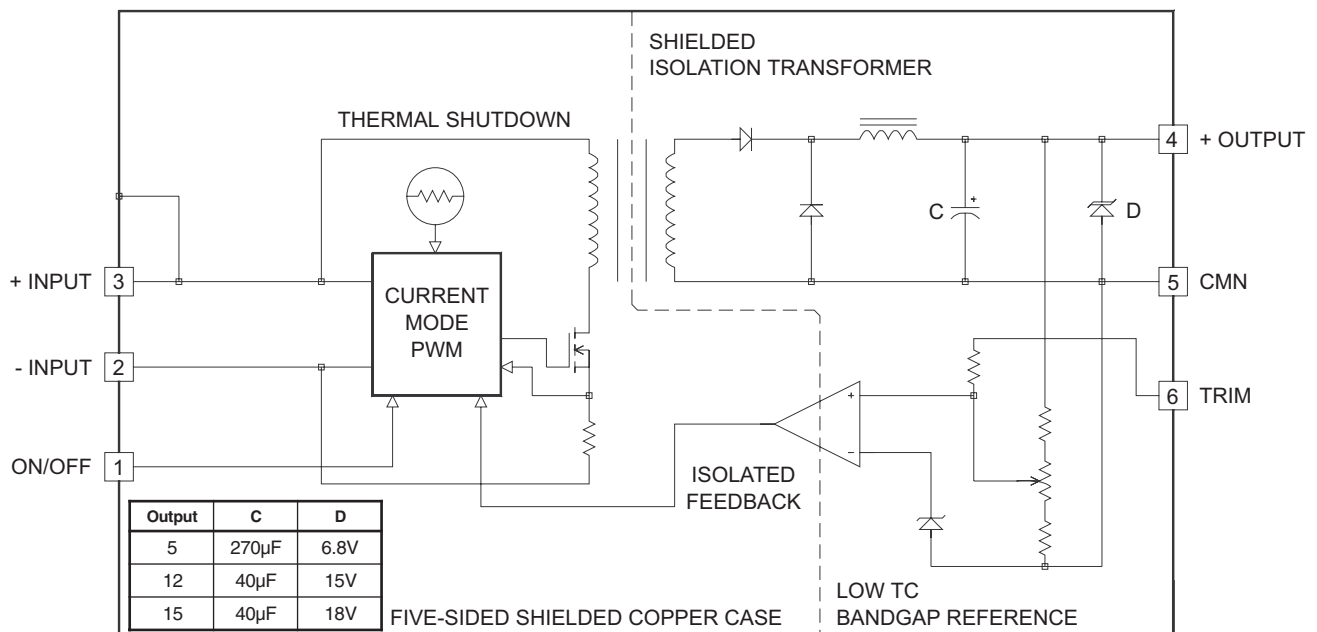 SHIELDED
ISOLATION TRANSFORMER
THERMAL SHUTDOWN
4 + OUTPUT
+
C
D
+ INPUT 3
CURRENT
MODE
PWM
5 CMN
- INPUT 2
6 TRIM
+
-
ON/OFF 1
ISOLATED
FEEDBACK
Output C D
5 270µF 6.8V
12 40µF 15V
15 40µF 18V
FIVE-SIDED SHIELDED COPPER CASE
LOW TC
BANDGAP REFERENCE